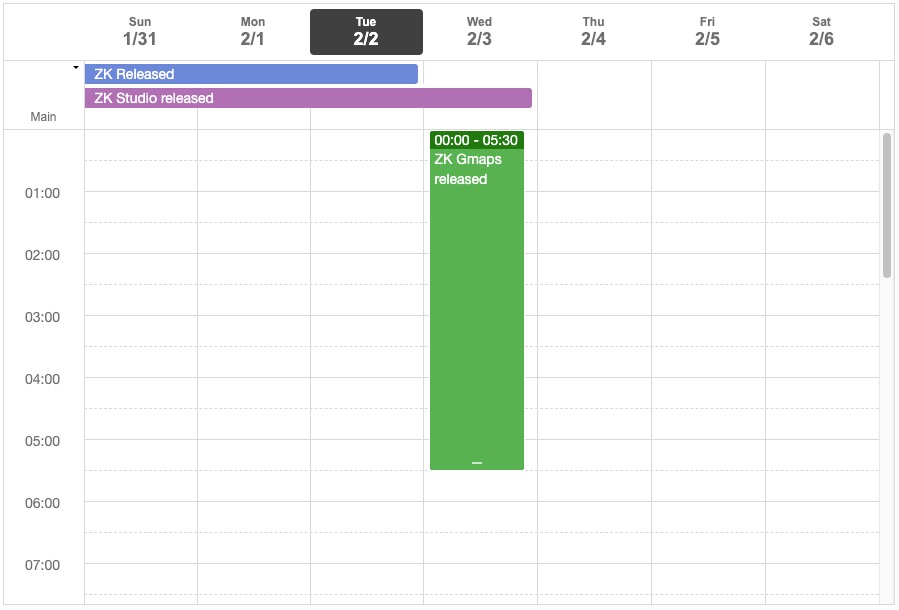 Sun Mon Tue Wed Thu Fri Sat
1/31 2/1 2/2 2/3 2/4 2/5 2/6
ZK Released
ZK Studio released
Main
00:00 - 05:30
ZK Gmaps
released
01:00
02:00
03:00
04:00
05:00
06:00
07:00